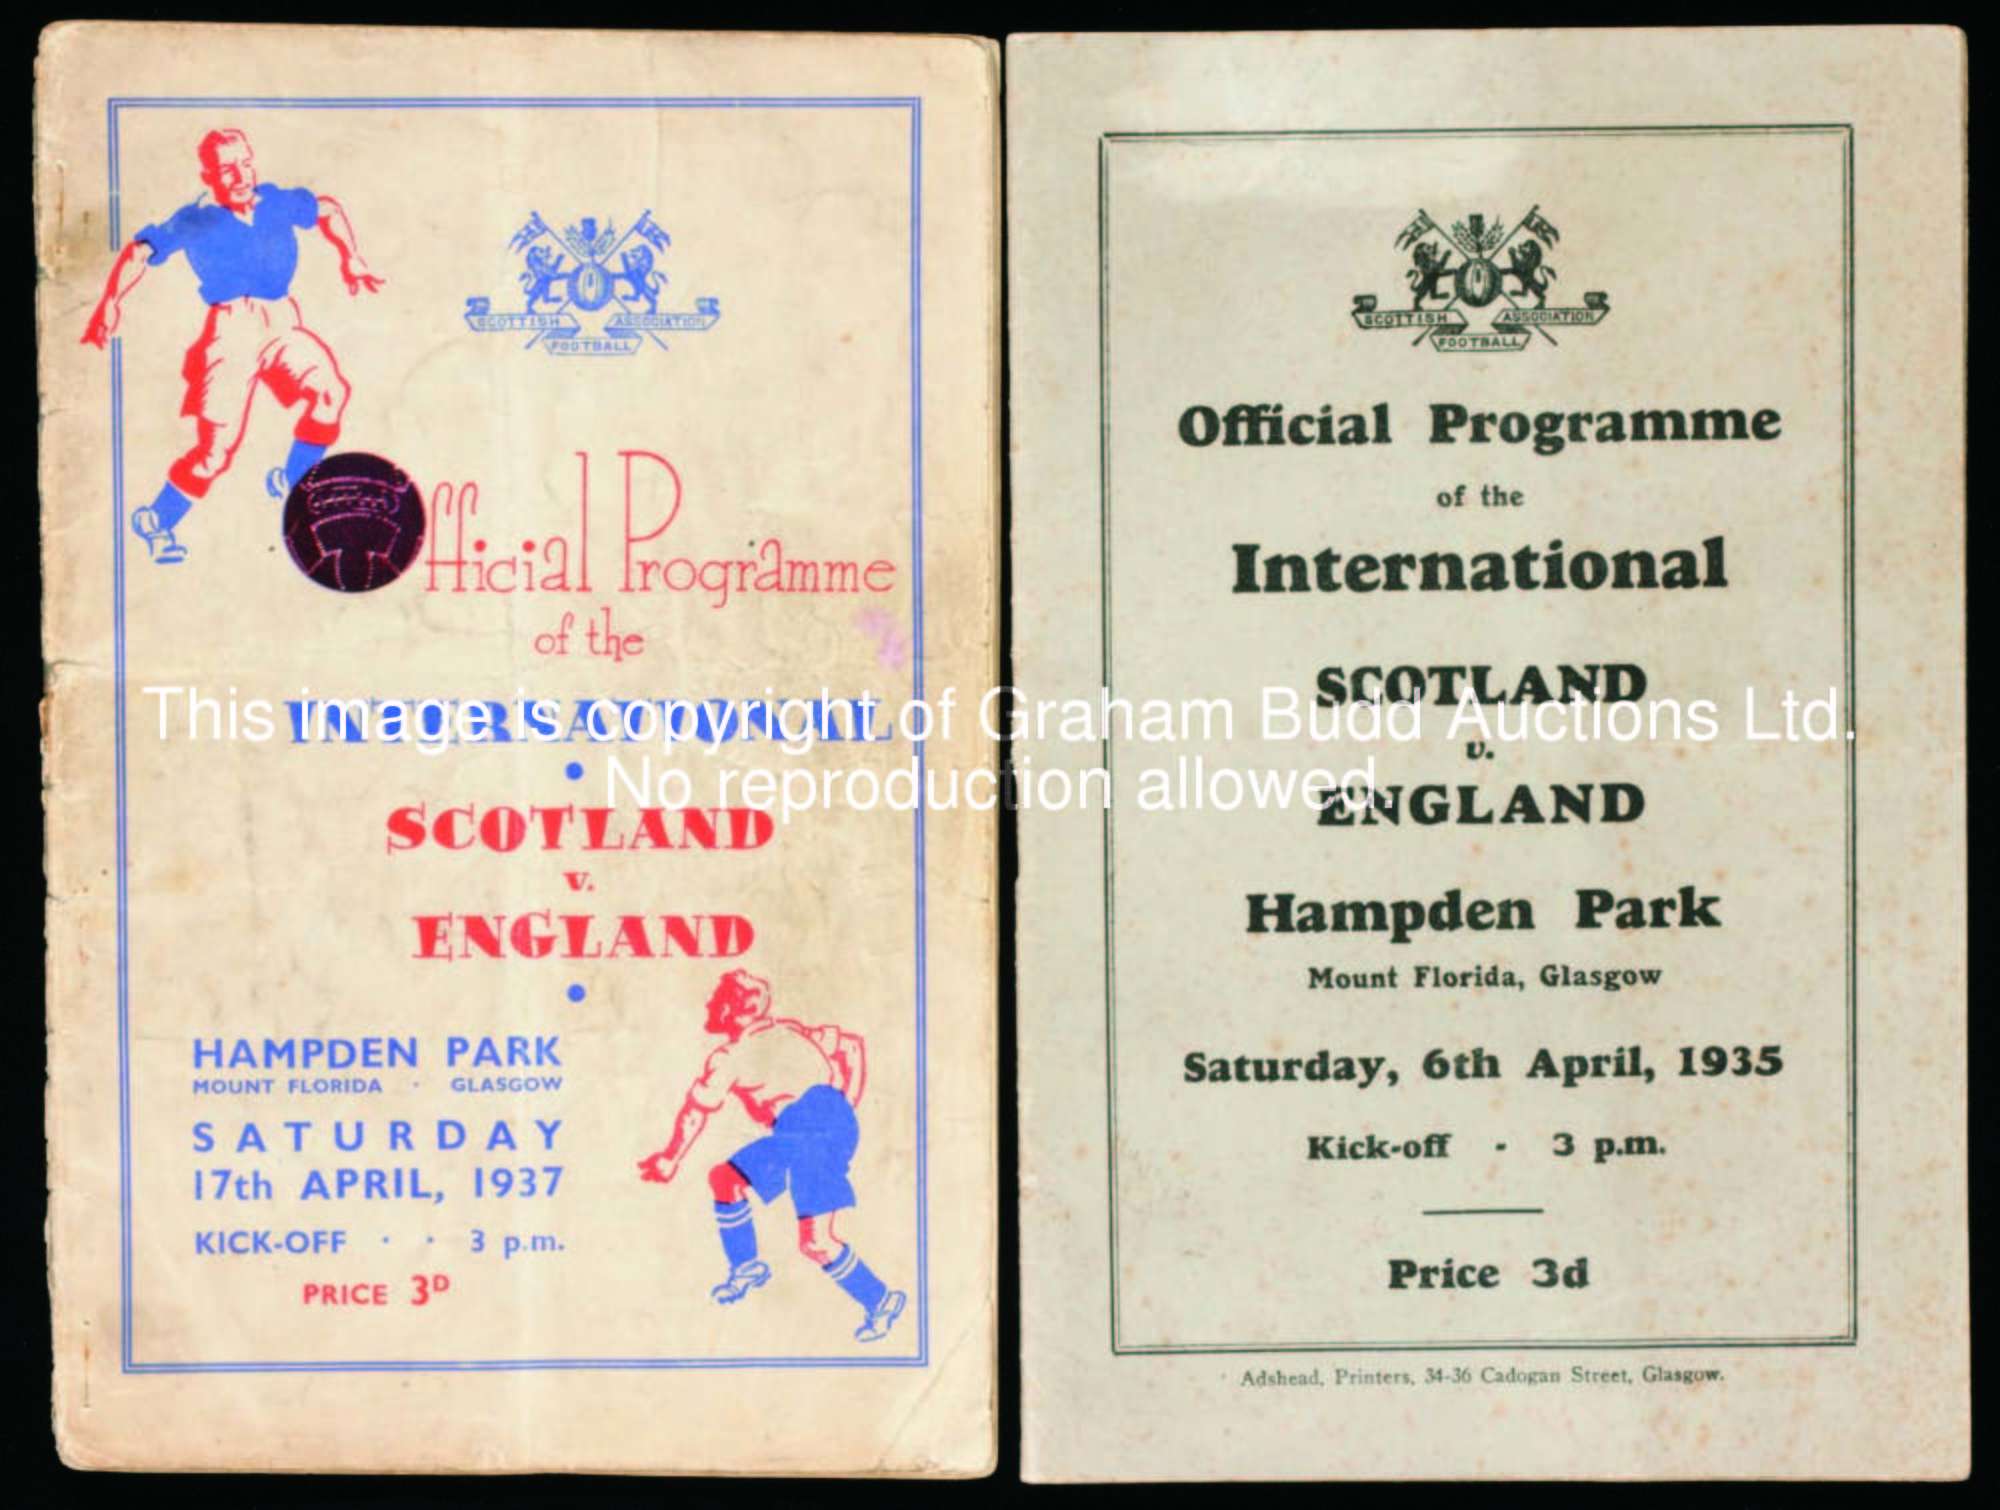 SCOTTISH ASSOCIATION
FOOTBALL
Official Programme
of the
INTERNATIONAL
SCOTLAND
v.
ENGLAND
HAMPDEN PARK
MOUNT FLORIDA · GLASGOW
SATURDAY
17th APRIL, 1937
KICK-OFF · · 3 p.m.
PRICE 3D
SCOTTISH ASSOCIATION
FOOTBALL
Official Programme
of the
International
SCOTLAND
v.
ENGLAND
Hampden Park
Mount Florida, Glasgow
Saturday, 6th April, 1935
Kick-off - 3 p.m.
Price 3d
Adshead, Printers, 34-36 Cadogan Street, Glasgow.
This image is copyright of Graham Budd Auctions Ltd.
No reproduction allowed.